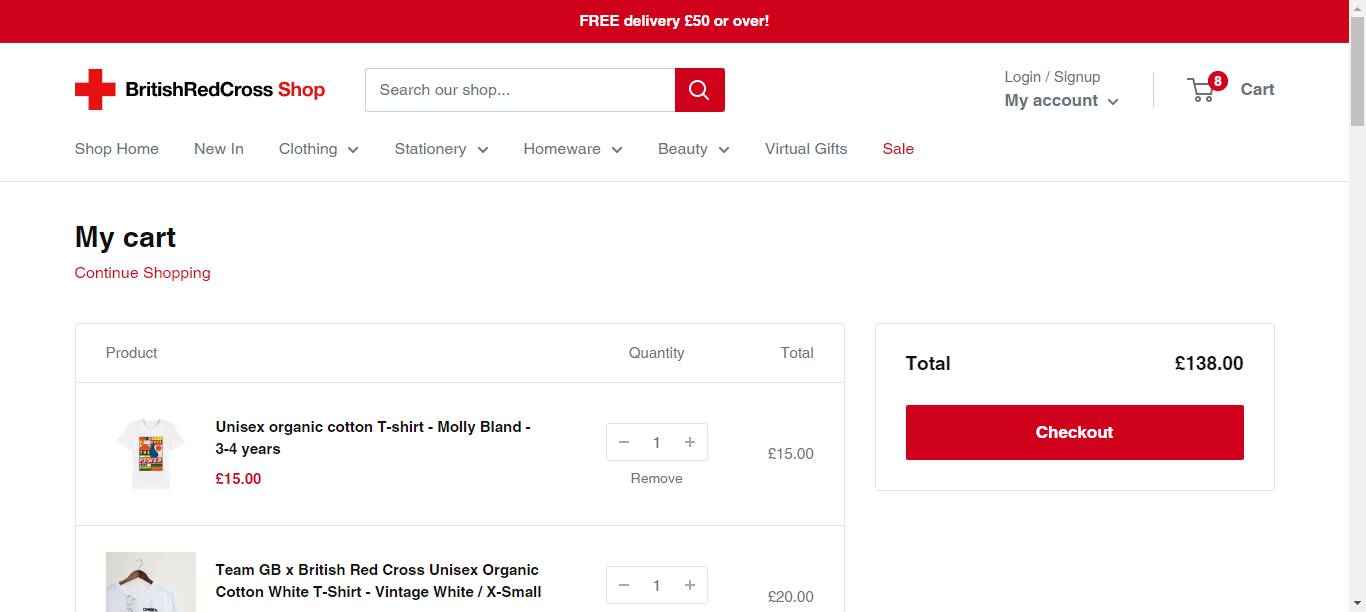 FREE delivery £50 or over!
BritishRedCross Shop
Search our shop...
Login / Signup
My account
8
Cart
Shop Home
New In
Clothing
Stationery
Homeware
Beauty
Virtual Gifts
Sale
My cart
Continue Shopping
Product
Quantity
Total
Unisex organic cotton T-shirt - Molly Bland -
3-4 years
£15.00
1
Remove
£15.00
Team GB x British Red Cross Unisex Organic
Cotton White T-Shirt - Vintage White / X-Small
1
£20.00
Total
£138.00
Checkout